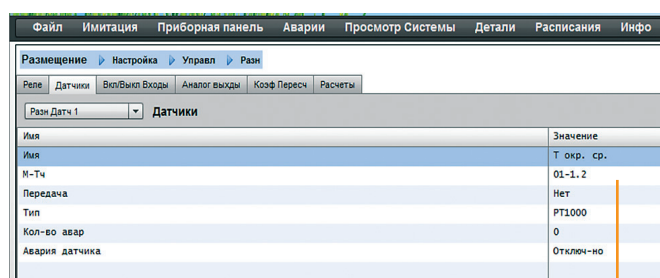 Файл Имитация Приборная панель Аварии Просмотр Системы Детали Расписания Инфо
Размещение Настройка Управл Разн
Реле Датчики Вкл/Выкл Входы Аналог выхды Коэф Пересч Расчеты
Разн Датч 1 Датчики
Имя Значение
Имя Т окр. ср.
М-Тч 01-1.2
Передача Нет
Тип PT1000
Кол-во авар 0
Авария датчика Отключ-но